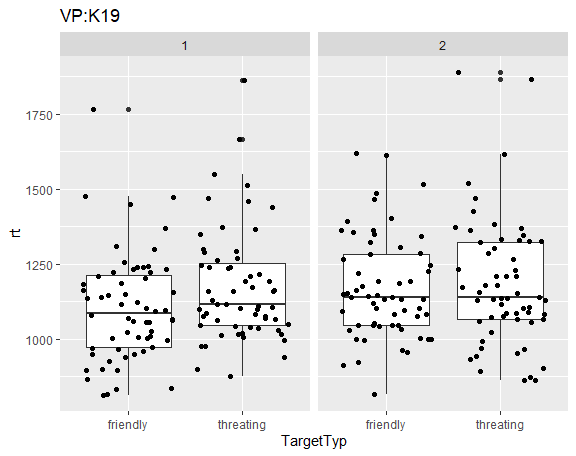 VP:K19
1
2
rt
1750
1500
1250
1000
friendly
threating
friendly
threating
TargetTyp